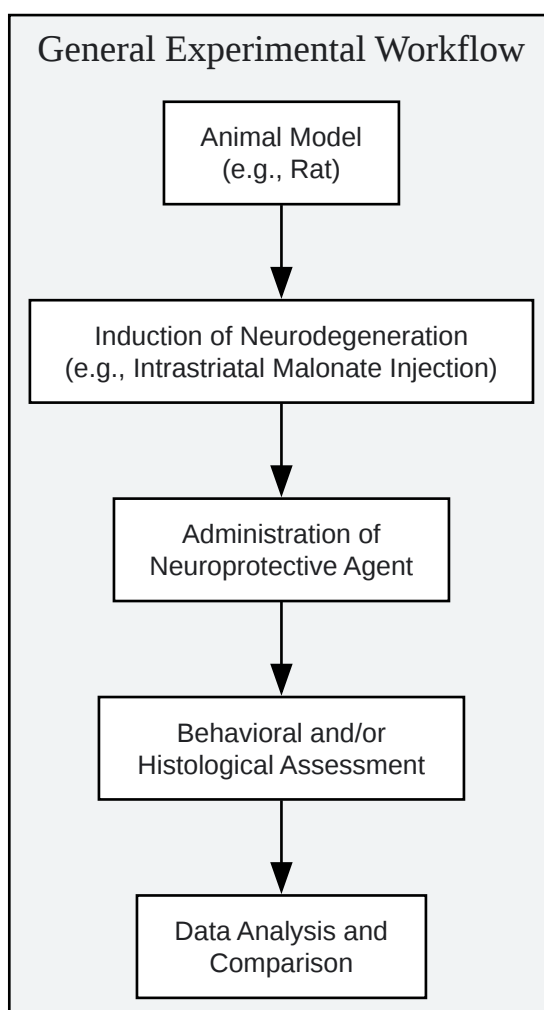 General Experimental Workflow
Animal Model
(e.g., Rat)
Induction of Neurodegeneration
(e.g., Intrastriatal Malonate Injection)
Administration of
Neuroprotective Agent
Behavioral and/or
Histological Assessment
Data Analysis and
Comparison